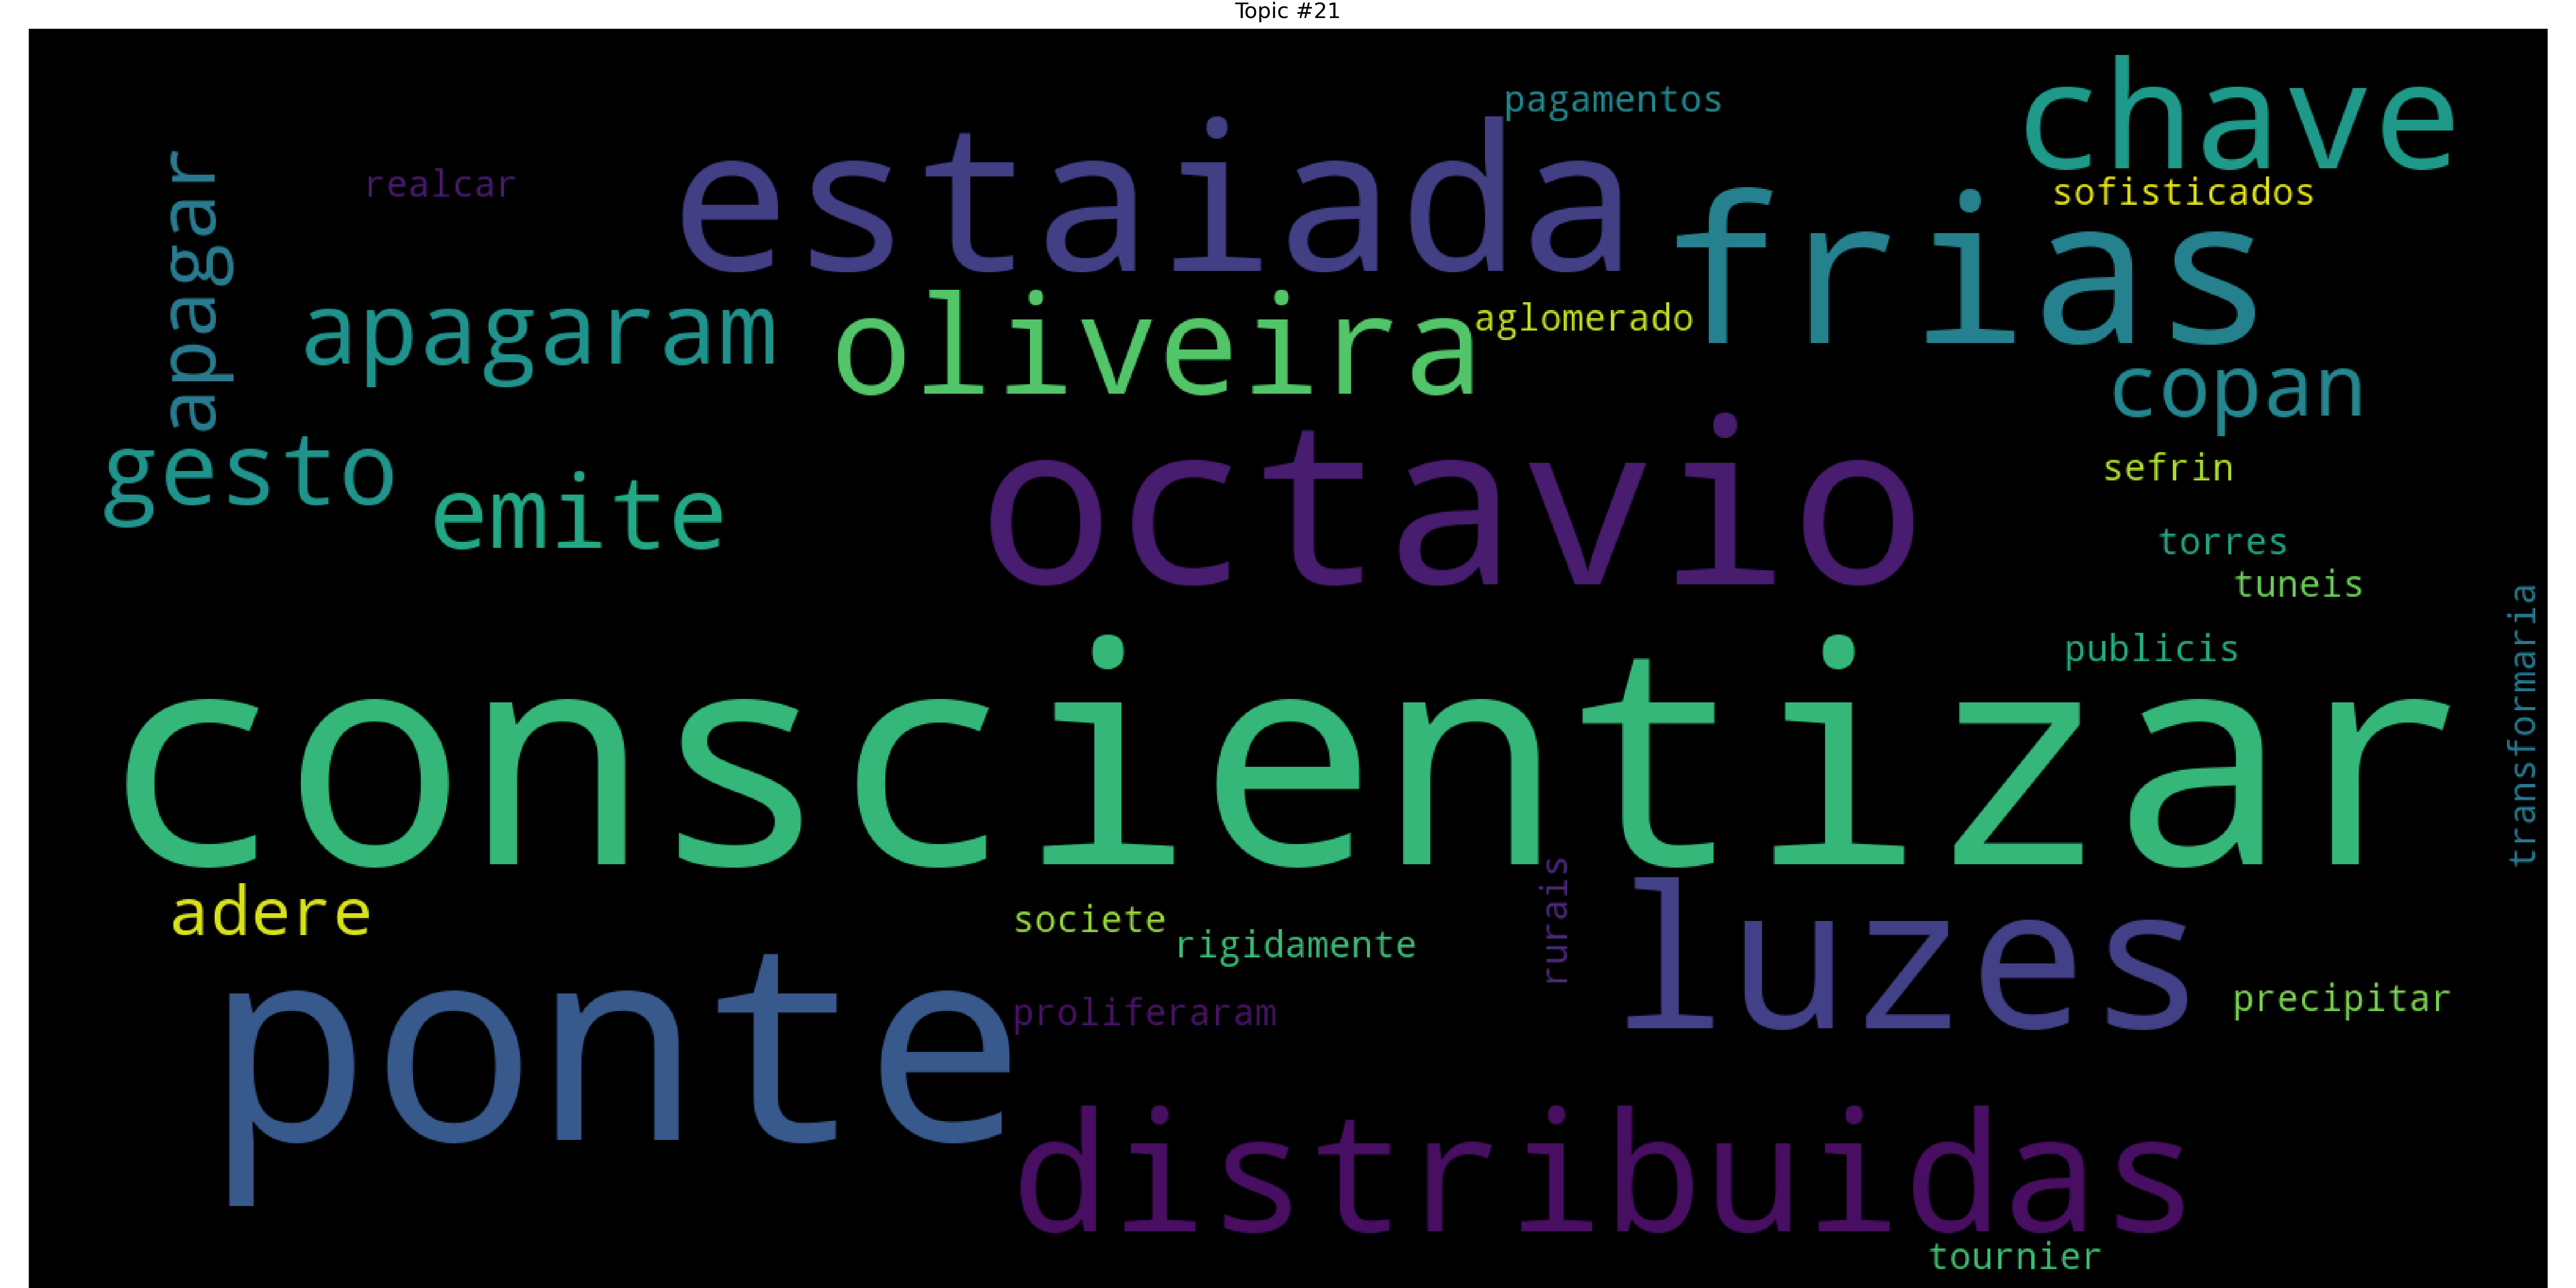 Topic #21
chave
pagamentos
estaiada
apagar
realcar
sofisticados
frias
apagaram
oliveira
aglomerado
copan
octavio
gesto
emite
sefrin
torres
tuneis
transformaria
publicis
conscientizar
rurais
adere
societe
rigidamente
luzes
ponte
proliferaram
precipitar
distribuidas
tournier